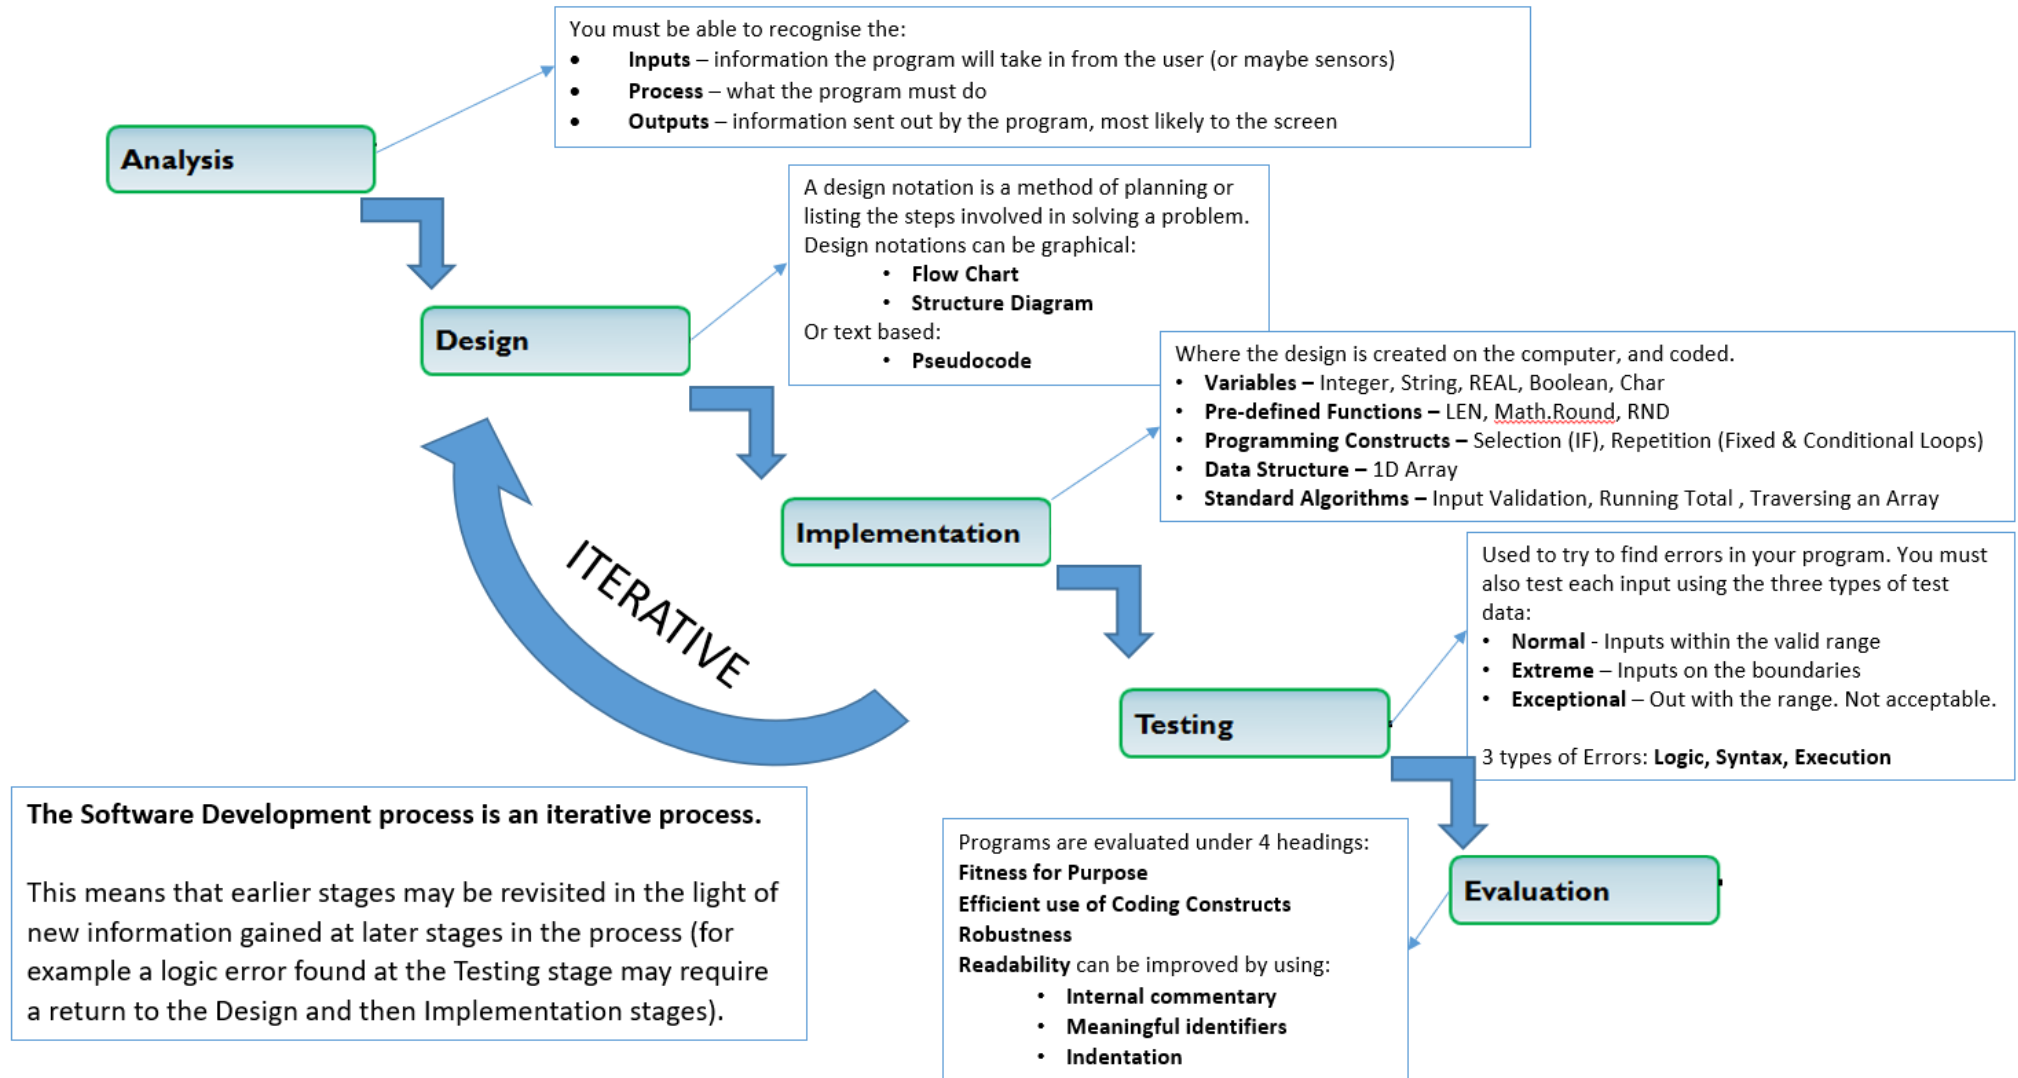 You must be able to recognise the:
• Inputs – information the program will take in from the user (or maybe sensors)
• Process – what the program must do
• Outputs – information sent out by the program, most likely to the screen
Analysis
A design notation is a method of planning or
listing the steps involved in solving a problem.
Design notations can be graphical:
• Flow Chart
• Structure Diagram
Or text based:
• Pseudocode
Design
Where the design is created on the computer, and coded.
• Variables – Integer, String, REAL, Boolean, Char
• Pre-defined Functions – LEN, Math.Round, RND
• Programming Constructs – Selection (IF), Repetition (Fixed & Conditional Loops)
• Data Structure – 1D Array
• Standard Algorithms – Input Validation, Running Total , Traversing an Array
Implementation
ITERATIVE
Used to try to find errors in your program. You must
also test each input using the three types of test
data:
• Normal - Inputs within the valid range
• Extreme – Inputs on the boundaries
• Exceptional – Out with the range. Not acceptable.
3 types of Errors: Logic, Syntax, Execution
Testing
The Software Development process is an iterative process.
This means that earlier stages may be revisited in the light of
new information gained at later stages in the process (for
example a logic error found at the Testing stage may require
a return to the Design and then Implementation stages).
Programs are evaluated under 4 headings:
Fitness for Purpose
Efficient use of Coding Constructs
Robustness
Readability can be improved by using:
• Internal commentary
• Meaningful identifiers
• Indentation
Evaluation